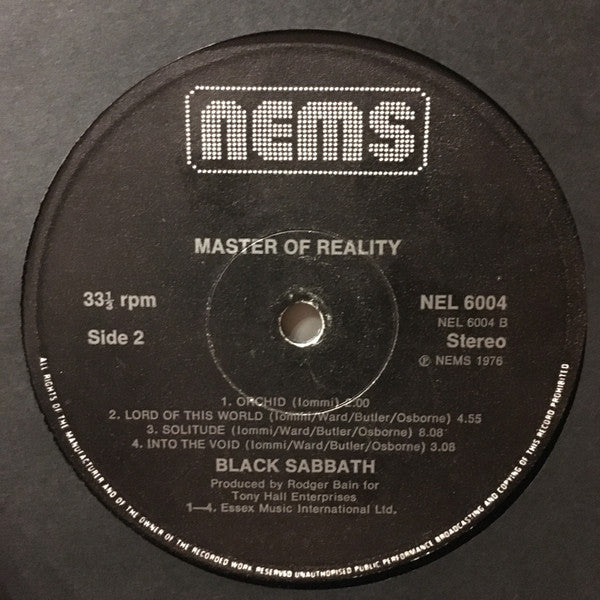 NEMS
MASTER OF REALITY
33⅓ rpm
Side 2
NEL 6004
NEL 6004 B
Stereo
℗ NEMS 1976
1. ORCHID (Iommi) 2.00
2. LORD OF THIS WORLD (Iommi/Ward/Butler/Osborne) 4.55
3. SOLITUDE (Iommi/Ward/Butler/Osborne) 8.08
4. INTO THE VOID (Iommi/Ward/Butler/Osborne) 3.08
BLACK SABBATH
Produced by Rodger Bain for
Tony Hall Enterprises
1—4. Essex Music International Ltd.
ALL RIGHTS OF THE MANUFACTURER AND OF THE OWNER OF THE RECORDED WORK RESERVED UNAUTHORISED PUBLIC PERFORMANCE BROADCASTING AND COPYING OF THIS RECORD PROHIBITED